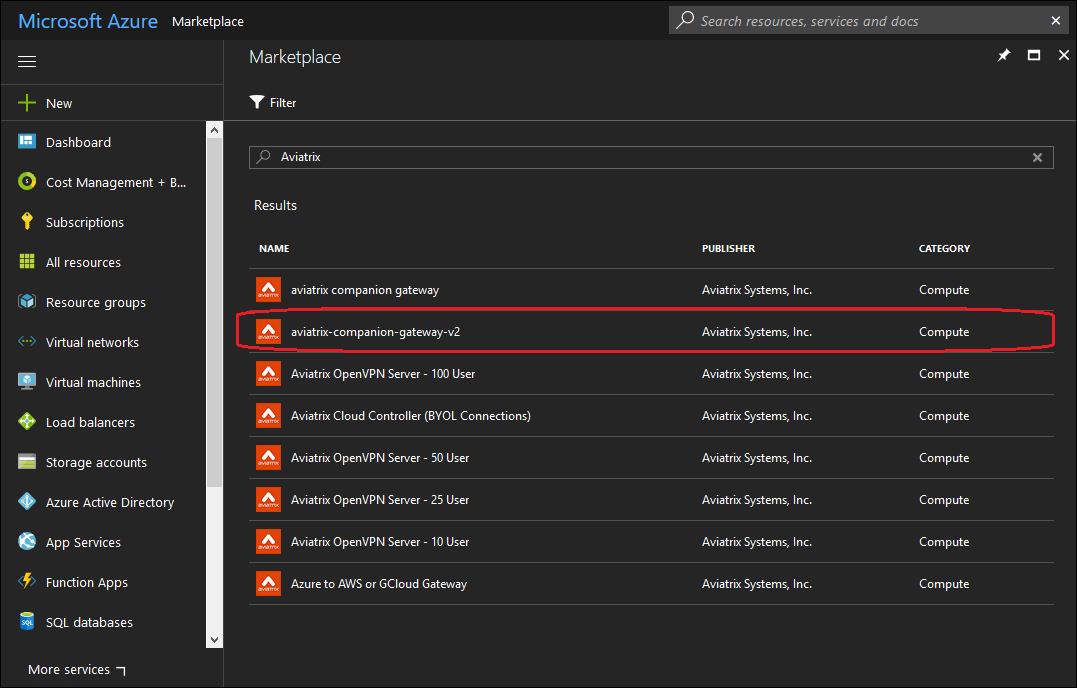 Microsoft Azure Marketplace
Search resources, services and docs
Marketplace
New
Filter
Dashboard
Cost Management + B...
Subscriptions
All resources
Resource groups
Virtual networks
Virtual machines
Load balancers
Storage accounts
Azure Active Directory
App Services
Function Apps
SQL databases
More services
Aviatrix
Results
NAME PUBLISHER CATEGORY
aviatrix companion gateway Aviatrix Systems, Inc. Compute
aviatrix-companion-gateway-v2 Aviatrix Systems, Inc. Compute
Aviatrix OpenVPN Server - 100 User Aviatrix Systems, Inc. Compute
Aviatrix Cloud Controller (BYOL Connections) Aviatrix Systems, Inc. Compute
Aviatrix OpenVPN Server - 50 User Aviatrix Systems, Inc. Compute
Aviatrix OpenVPN Server - 25 User Aviatrix Systems, Inc. Compute
Aviatrix OpenVPN Server - 10 User Aviatrix Systems, Inc. Compute
Azure to AWS or GCloud Gateway Aviatrix Systems, Inc. Compute